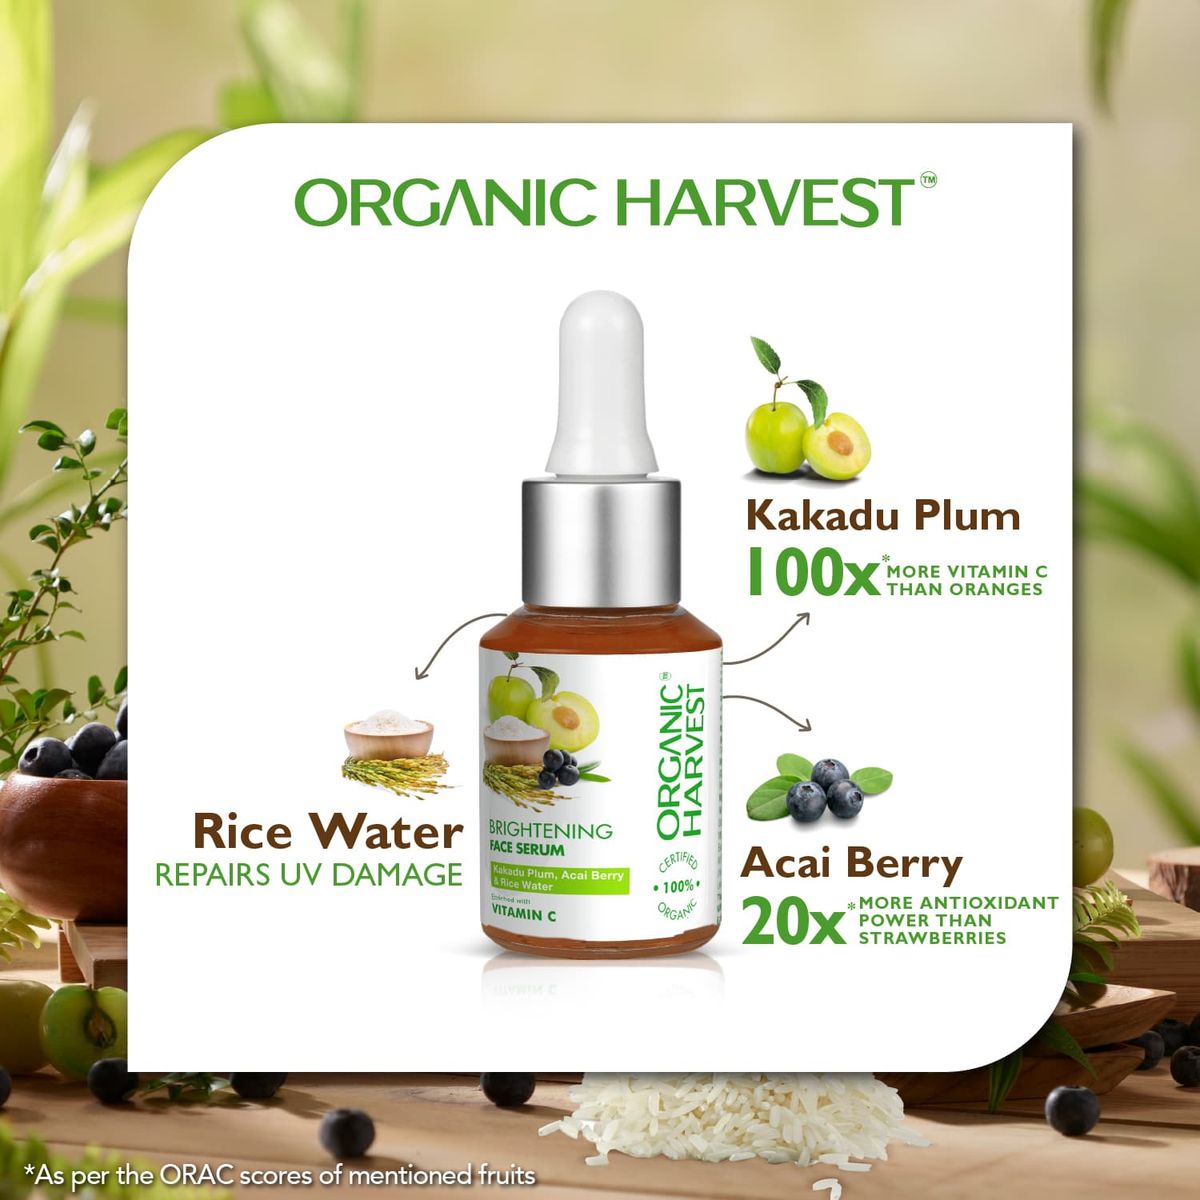 ORGANIC HARVEST™
Kakadu Plum
100x*
MORE VITAMIN C
THAN ORANGES
Rice Water
REPAIRS UV DAMAGE
Acai Berry
20x*
MORE ANTIOXIDANT
POWER THAN
STRAWBERRIES
ORGANIC
HARVEST
BRIGHTENING
FACE SERUM
Kakadu Plum, Acai Berry
& Rice Water
Enriched with
VITAMIN C
CERTIFIED
• 100% •
ORGANIC
*As per the ORAC scores of mentioned fruits